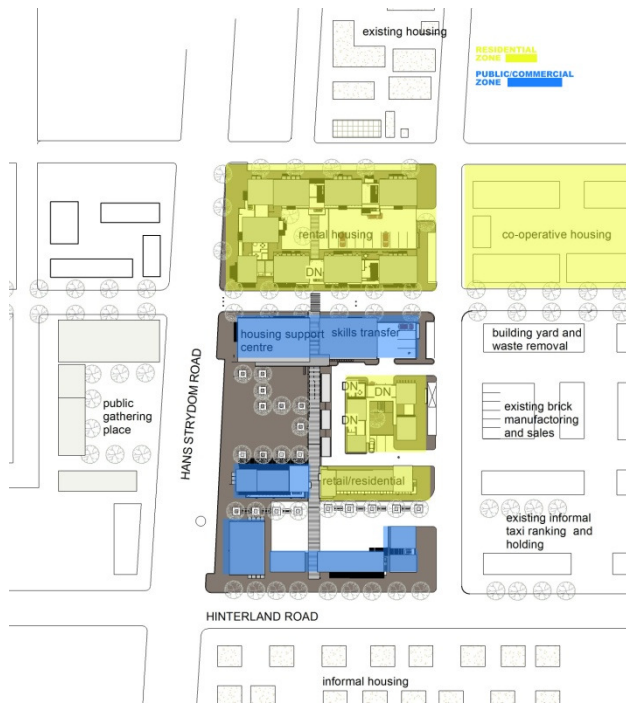 existing housing
RESIDENTIAL
ZONE
PUBLIC/COMMERCIAL
ZONE
rental housing
co-operative housing
DN
housing support
centre
skills transfer
building yard and
waste removal
HANS STRYDOM ROAD
public
gathering
place
DN
DN
DN
existing brick
manufacturing
and sales
retail/residential
existing informal
taxi ranking and
holding
HINTERLAND ROAD
informal housing